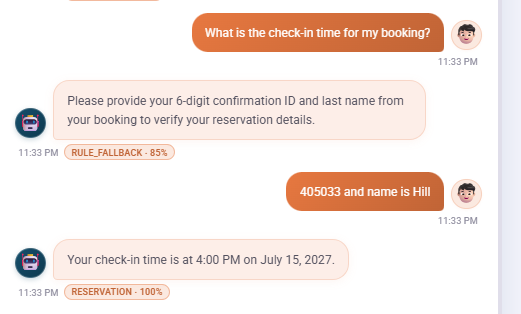 What is the check-in time for my booking?
11:33 PM
Please provide your 6-digit confirmation ID and last name from
your booking to verify your reservation details.
11:33 PM RULE_FALLBACK · 85%
405033 and name is Hill
11:33 PM
Your check-in time is at 4:00 PM on July 15, 2027.
11:33 PM RESERVATION · 100%